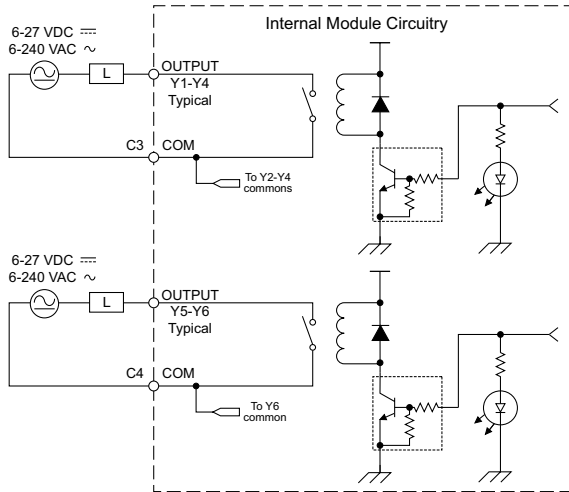 Internal Module Circuitry
6-27 VDC ⎓
6-240 VAC ∿
L
OUTPUT
Y1-Y4
Typical
C3
COM
To Y2-Y4
commons
6-27 VDC ⎓
6-240 VAC ∿
L
OUTPUT
Y5-Y6
Typical
C4
COM
To Y6
common